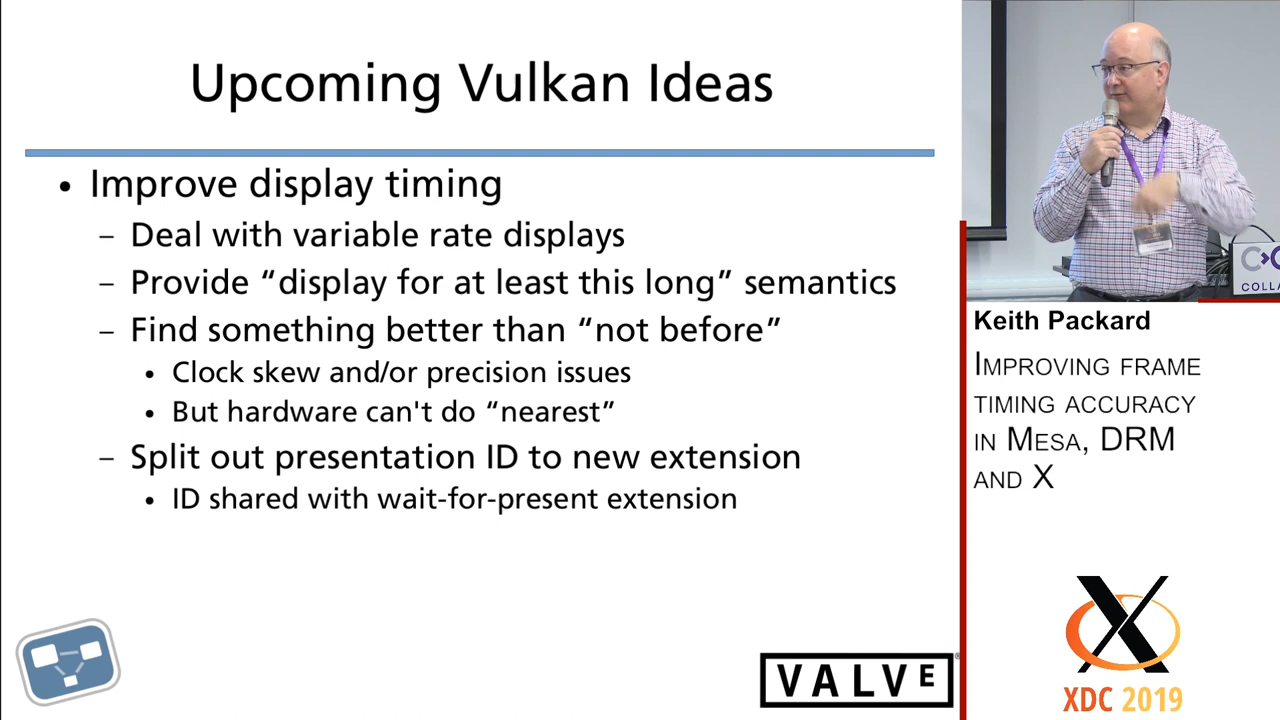 Upcoming Vulkan Ideas
• Improve display timing
– Deal with variable rate displays
– Provide “display for at least this long” semantics
– Find something better than “not before”
• Clock skew and/or precision issues
• But hardware can't do “nearest”
– Split out presentation ID to new extension
• ID shared with wait-for-present extension
VALVE®
COLLA
Keith Packard
Improving frame
timing accuracy
in Mesa, DRM
and X
XDC 2019